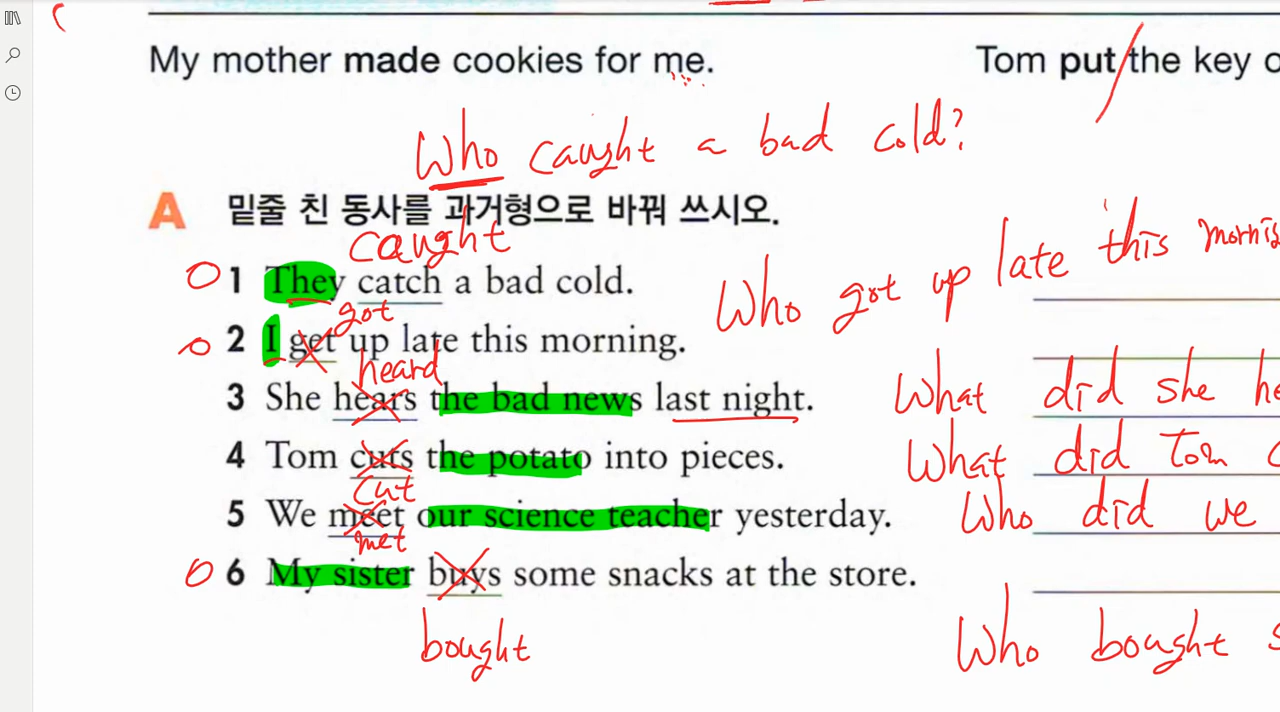 My mother made cookies for me.
Tom put the key o
Who caught a bad cold?
A 밑줄 친 동사를 과거형으로 바꿔 쓰시오.
caught
1 They catch a bad cold.
Who got up late this
got
2 I get up late this morning.
heard
3 She hears the bad news last night.
What did she he
4 Tom cuts the potato into pieces.
What did Tom c
cut
5 We meet our science teacher yesterday.
Who did we
met
6 My sister buys some snacks at the store.
bought
Who bought s